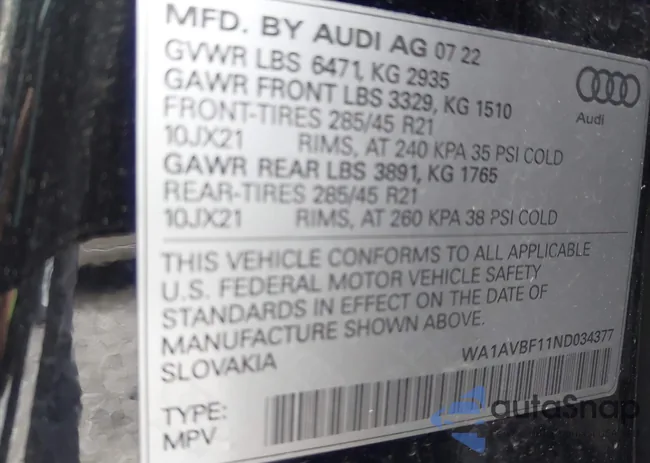 MFD. BY AUDI AG 07 22
GVWR LBS 6471, KG 2935
GAWR FRONT LBS 3329, KG 1510
FRONT-TIRES 285/45 R21
10JX21 RIMS, AT 240 KPA 35 PSI COLD
GAWR REAR LBS 3891, KG 1765
REAR-TIRES 285/45 R21
10JX21 RIMS, AT 260 KPA 38 PSI COLD
Audi
THIS VEHICLE CONFORMS TO ALL APPLICABLE
U.S. FEDERAL MOTOR VEHICLE SAFETY
STANDARDS IN EFFECT ON THE DATE OF
MANUFACTURE SHOWN ABOVE.
SLOVAKIA WA1AVBF11ND034377
TYPE:
MPV
autoSnap